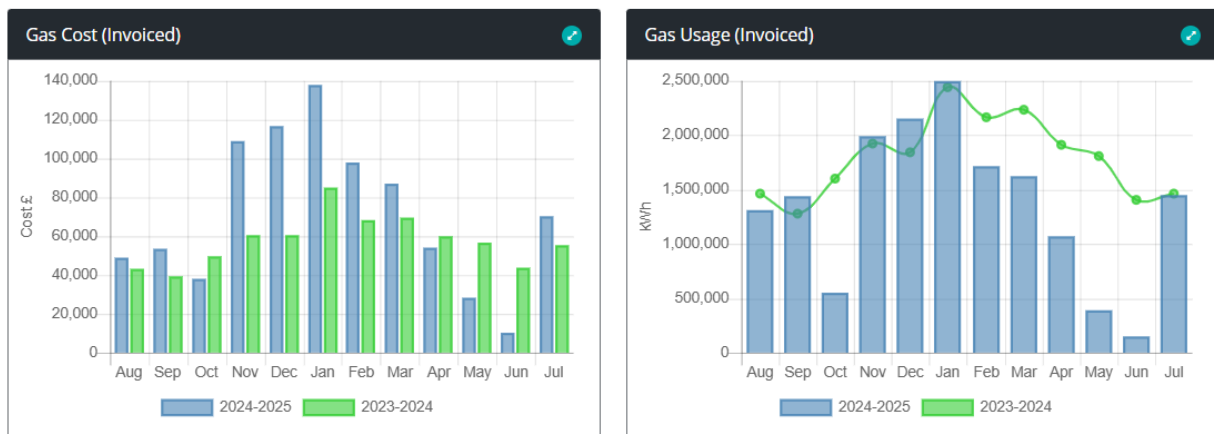 Gas Cost (Invoiced)
140,000
120,000
100,000
80,000
60,000
40,000
20,000
0
Cost £
Aug Sep Oct Nov Dec Jan Feb Mar Apr May Jun Jul
2024-2025 2023-2024
Gas Usage (Invoiced)
2,500,000
2,000,000
1,500,000
1,000,000
500,000
0
kWh
Aug Sep Oct Nov Dec Jan Feb Mar Apr May Jun Jul
2024-2025 2023-2024